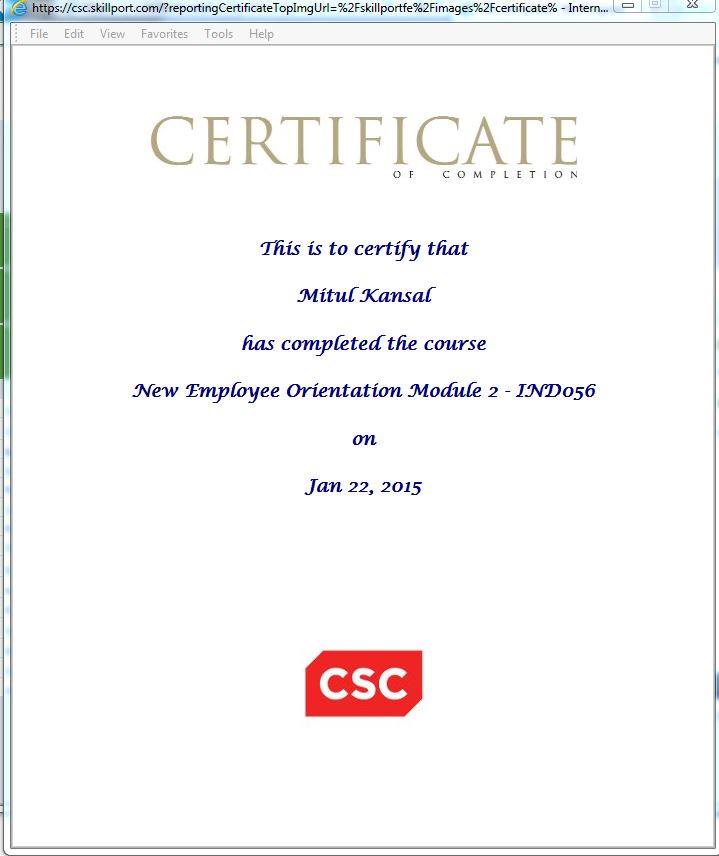 https://csc.skillport.com/?reportingCertificateTopImgUrl=%2Fskillportfe%2Fimages%2Fcertificate% - Intern...
File Edit View Favorites Tools Help
CERTIFICATE
OF COMPLETION
This is to certify that
Mitul Kansal
has completed the course
New Employee Orientation Module 2 - IND056
on
Jan 22, 2015
CSC